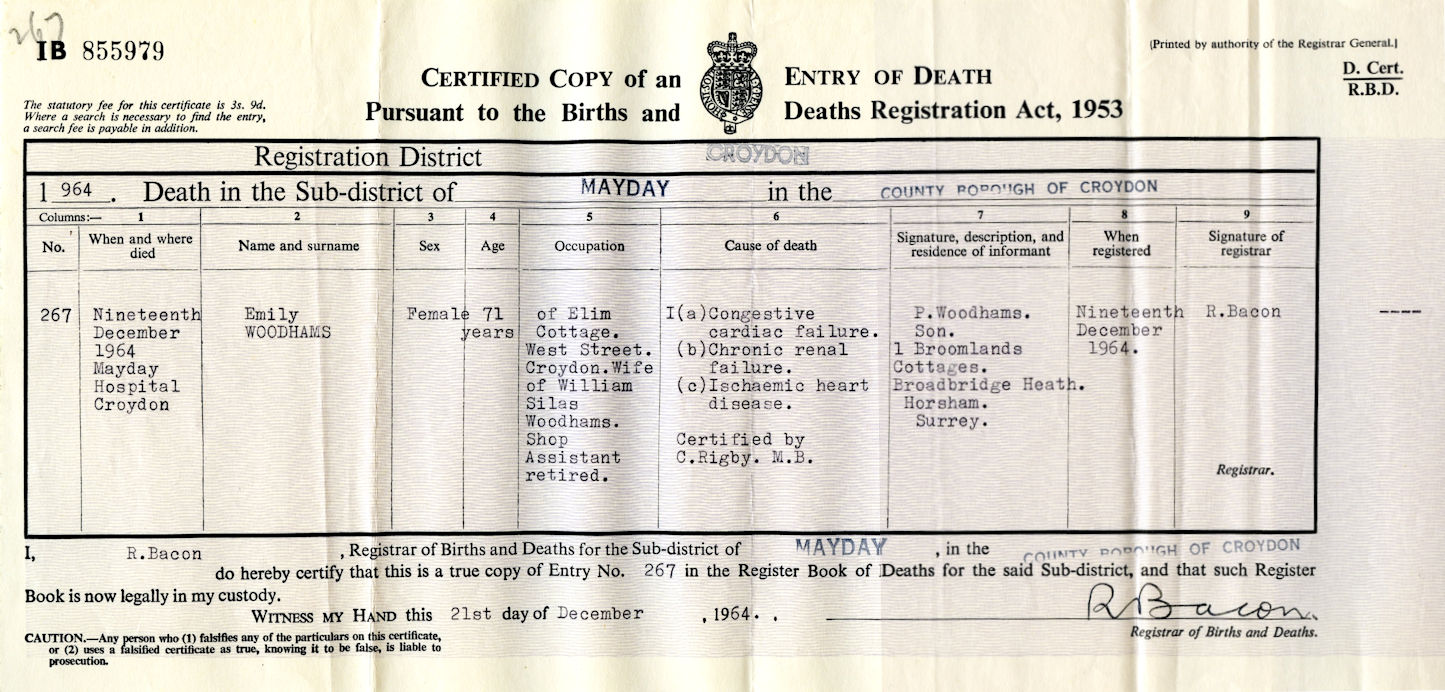 267
IB 855979
[Printed by authority of the Registrar General.]
D. Cert.
R.B.D.
CERTIFIED COPY of an ENTRY OF DEATH
Pursuant to the Births and Deaths Registration Act, 1953
The statutory fee for this certificate is 3s. 9d.
Where a search is necessary to find the entry,
a search fee is payable in addition.
Registration District CROYDON
1 964 . Death in the Sub-district of MAYDAY in the COUNTY BOROUGH OF CROYDON
Columns:— 1 2 3 4 5 6 7 8 9
No. When and where died Name and surname Sex Age Occupation Cause of death Signature, description, and residence of informant When registered Signature of registrar
267
Nineteenth
December
1964
Mayday
Hospital
Croydon
Emily
WOODHAMS
Female
71
years
of Elim
Cottage.
West Street.
Croydon.Wife
of William
Silas
Woodhams.
Shop
Assistant
retired.
I(a)Congestive
cardiac failure.
(b)Chronic renal
failure.
(c)Ischaemic heart
disease.
Certified by
C.Rigby. M.B.
P.Woodhams.
Son.
1 Broomlands
Cottages.
Broadbridge Heath.
Horsham.
Surrey.
Nineteenth
December
1964.
R.Bacon
Registrar.
----
I, R.Bacon , Registrar of Births and Deaths for the Sub-district of MAYDAY , in the COUNTY BOROUGH OF CROYDON
do hereby certify that this is a true copy of Entry No. 267 in the Register Book of Deaths for the said Sub-district, and that such Register
Book is now legally in my custody.
WITNESS MY HAND this 21st day of December , 1964. .
R Bacon.
Registrar of Births and Deaths.
CAUTION.—Any person who (1) falsifies any of the particulars on this certificate,
or (2) uses a falsified certificate as true, knowing it to be false, is liable to
prosecution.